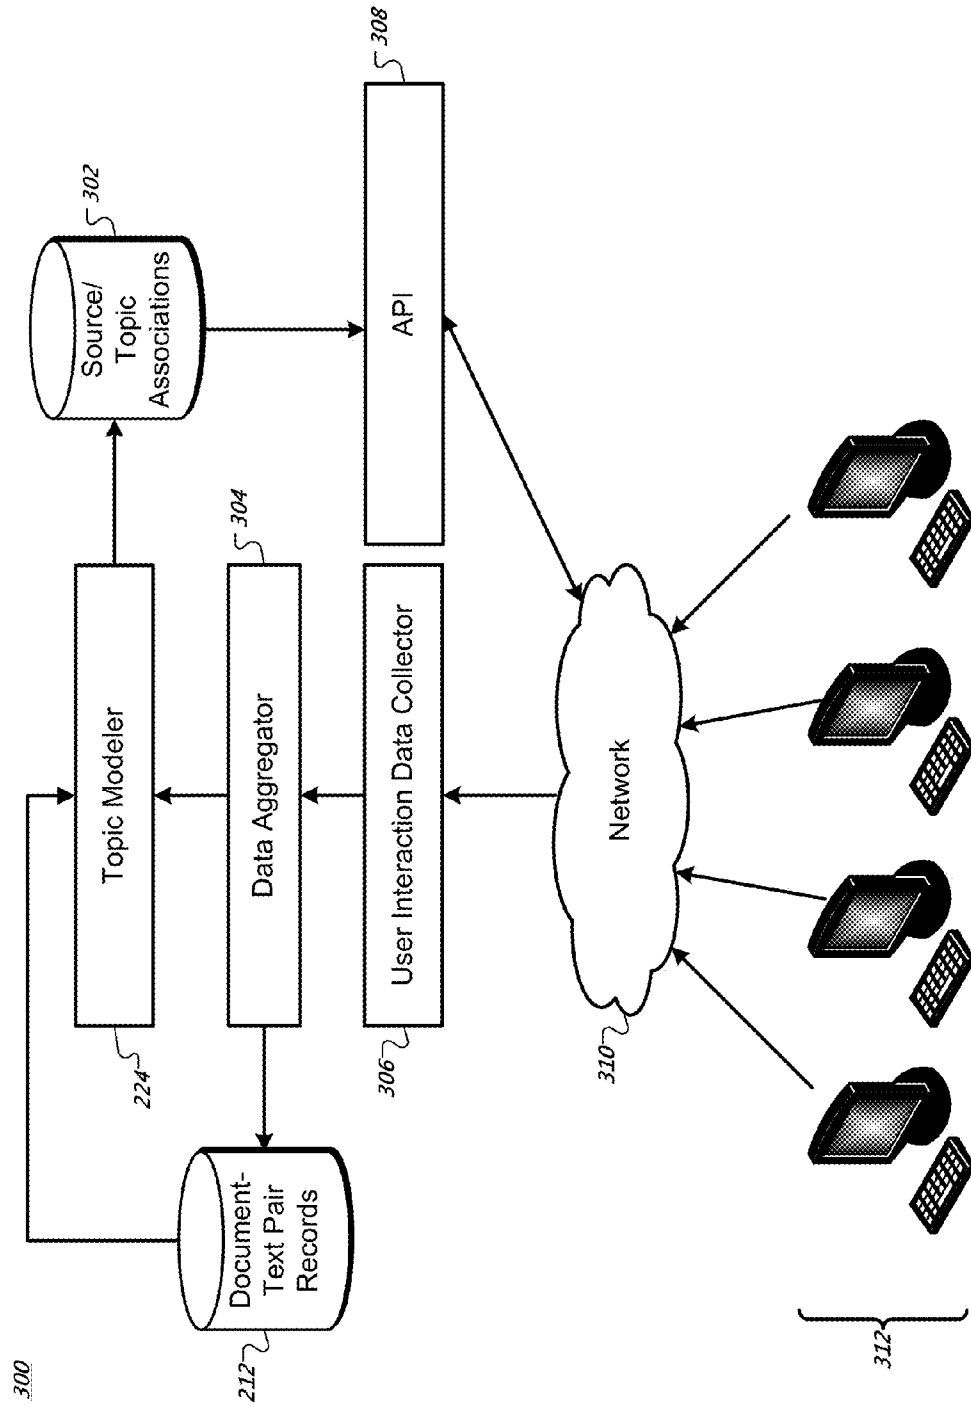 300
212
Document-
Text Pair
Records
224
Topic Modeler
302
Source/
Topic
Associations
304
Data Aggregator
306
User Interaction Data Collector
308
API
310
Network
312